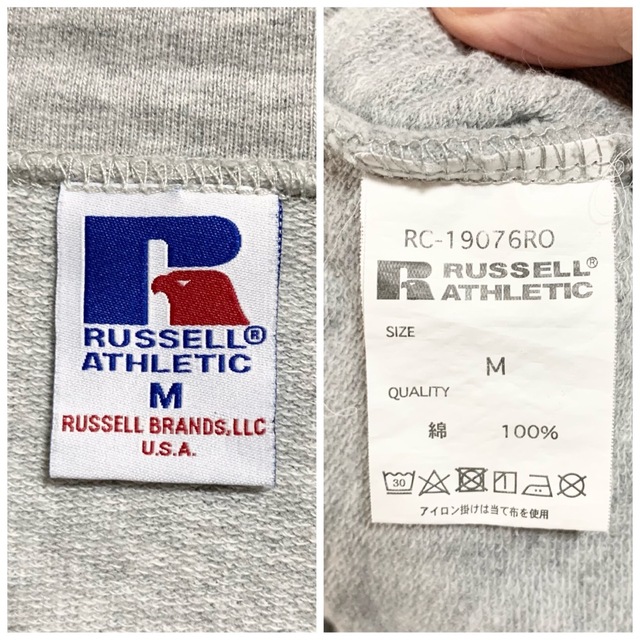 RUSSELL®
ATHLETIC
M
RUSSELL BRANDS, LLC
U.S.A.
RC-19076RO
RUSSELL®
ATHLETIC
SIZE
M
QUALITY
綿 100%
30
アイロン掛けは当て布を使用